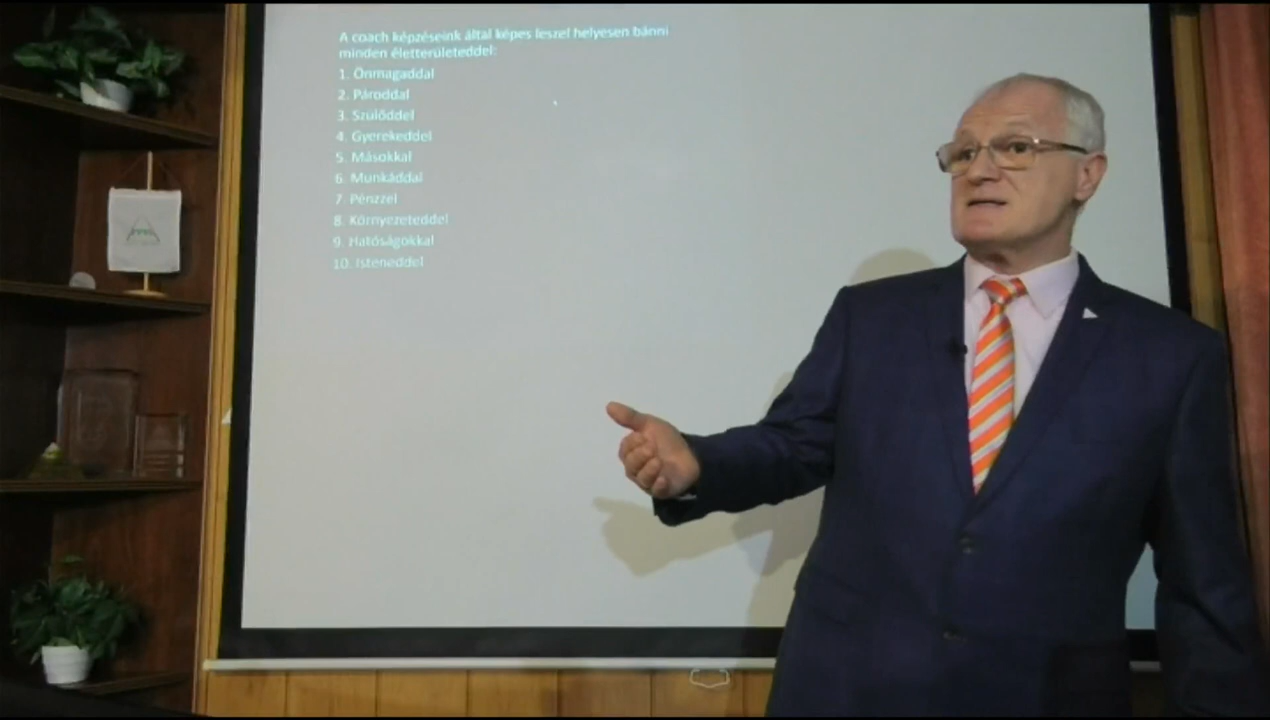 A coach képzéseink által képes leszel helyesen bánni
minden életterületeddel:
1. Önmagaddal
2. Pároddal
3. Szülőddel
4. Gyerekeddel
5. Másokkal
6. Munkáddal
7. Pénzzel
8. Környezeteddel
9. Hatóságokkal
10. Isteneddel